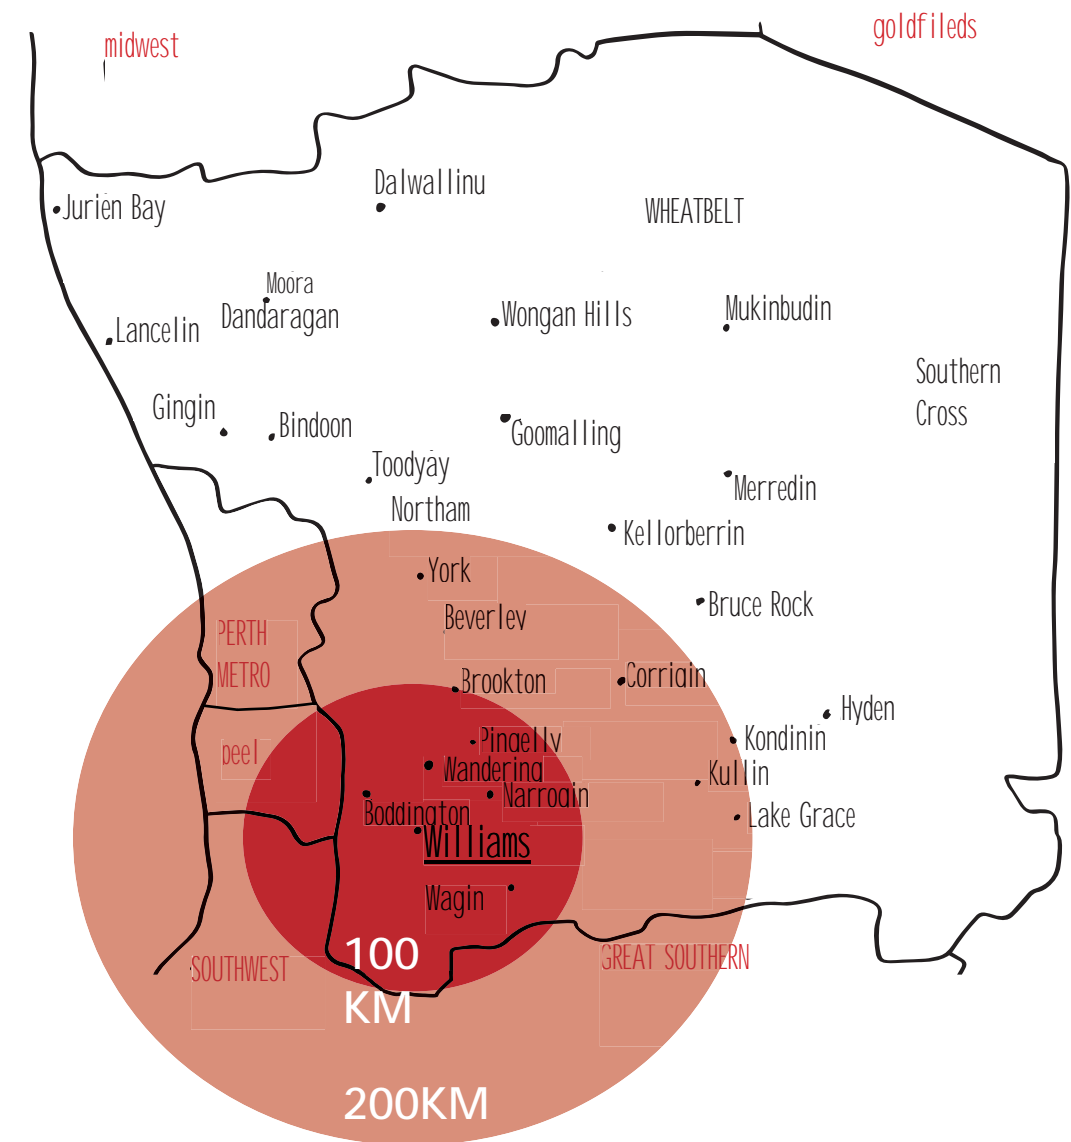 midwest
goldfileds
Dalwallinu
Jurien Bay
WHEATBELT
Moora
Dandaragan
Lancelin
Wongan Hills
Mukinbudin
Southern
Cross
Gingin
Bindoon
Goomalling
Toodyay
Merredin
Northam
Kellorberrin
York
Bruce Rock
Beverley
PERTH
METRO
Brookton
Corrigin
Hyden
Pingelly
Kondinin
peel
Wandering
Kullin
Narrogin
Boddington
Lake Grace
Williams
Wagin
100
KM
SOUTHWEST
GREAT SOUTHERN
200KM